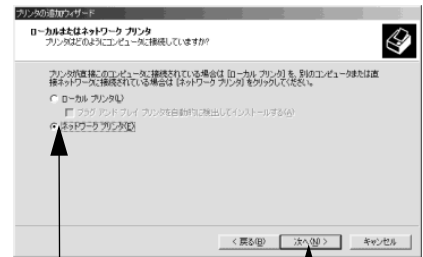 プリンタの追加ウィザード
ローカルまたはネットワーク プリンタ
プリンタはどのようにコンピュータに接続していますか?
プリンタが直接このコンピュータに接続されている場合は [ローカル プリンタ] を、別のコンピュータまたは直
接ネットワークに接続されている場合は [ネットワーク プリンタ] をクリックしてください。
ローカル プリンタ(L)
プラグ アンド プレイ プリンタを自動的に検出してインストールする(A)
ネットワーク プリンタ(E)
< 戻る(B)
次へ(N) >
キャンセル